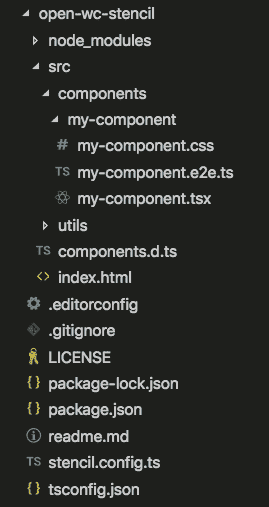 open-wc-stencil
node_modules
src
components
my-component
# my-component.css
TS my-component.e2e.ts
my-component.tsx
utils
TS components.d.ts
<> index.html
.editorconfig
.gitignore
LICENSE
{} package-lock.json
{} package.json
readme.md
TS stencil.config.ts
{} tsconfig.json